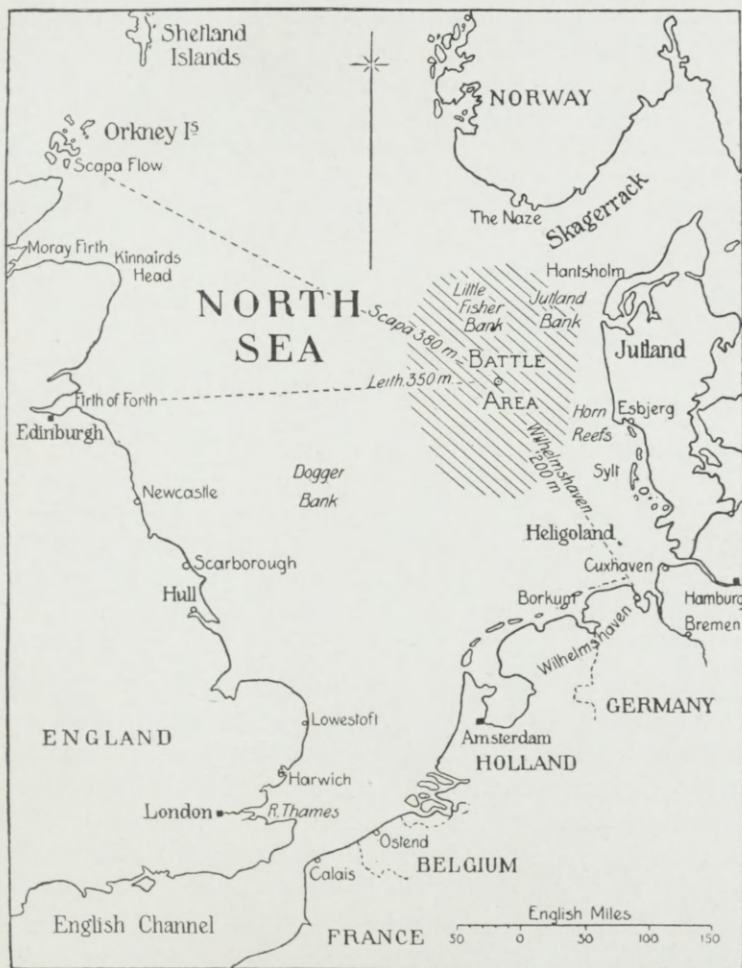 Shetland
Islands
Orkney Is
Scapa Flow
NORWAY
The Naze
Skagerrack
Moray Firth
Kinnairds
Head
Hantsholm
NORTH
SEA
Little
Fisher
Bank
Jutland
Bank
Scapa 380 m.
BATTLE
AREA
Jutland
Leith. 350 m.
Firth of Forth
Edinburgh
Horn
Reefs
Esbjerg
Wilhelmshaven
200 m
Sylt
Dogger
Bank
Newcastle
Heligoland
Scarborough
Cuxhaven
Hull
Borkum
Hamburg
Bremen
Wilhelmshaven
GERMANY
ENGLAND
Lowestoft
Amsterdam
HOLLAND
Harwich
London
R. Thames
Ostend
BELGIUM
Calais
English Channel
FRANCE
English Miles
50 0 50 100 150